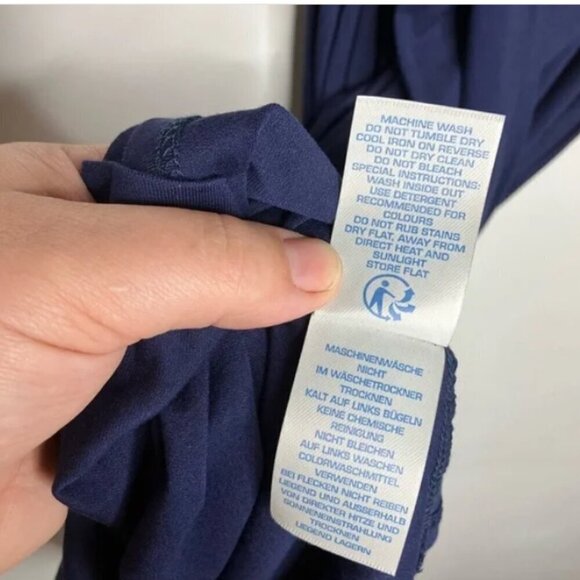 MACHINE WASH
DO NOT TUMBLE DRY
COOL IRON ON REVERSE
DO NOT DRY CLEAN
DO NOT BLEACH
SPECIAL INSTRUCTIONS:
WASH INSIDE OUT
USE DETERGENT
RECOMMENDED FOR
COLOURS
DO NOT RUB STAINS
DRY FLAT, AWAY FROM
DIRECT HEAT AND
SUNLIGHT
STORE FLAT
MASCHINENWÄSCHE
NICHT
IM WÄSCHETROCKNER
TROCKNEN
KALT AUF LINKS BÜGELN
KEINE CHEMISCHE
REINIGUNG
NICHT BLEICHEN
AUF LINKS WASCHEN
COLORWASCHMITTEL
VERWENDEN
BEI FLECKEN NICHT REIBEN
LIEGEND UND AUSSERHALB
VON DIREKTER HITZE UND
SONNENEINSTRAHLUNG
TROCKNEN
LIEGEND LAGERN